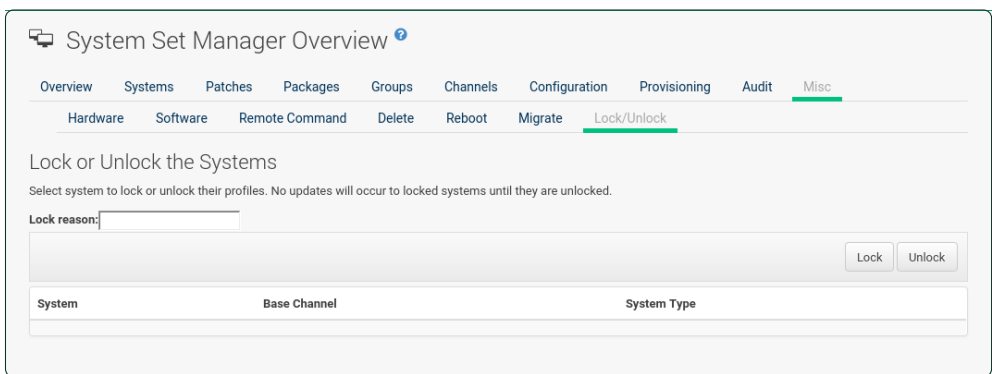 System Set Manager Overview ?
Overview Systems Patches Packages Groups Channels Configuration Provisioning Audit Misc
Hardware Software Remote Command Delete Reboot Migrate Lock/Unlock
Lock or Unlock the Systems
Select system to lock or unlock their profiles. No updates will occur to locked systems until they are unlocked.
Lock reason:
Lock Unlock
System Base Channel System Type